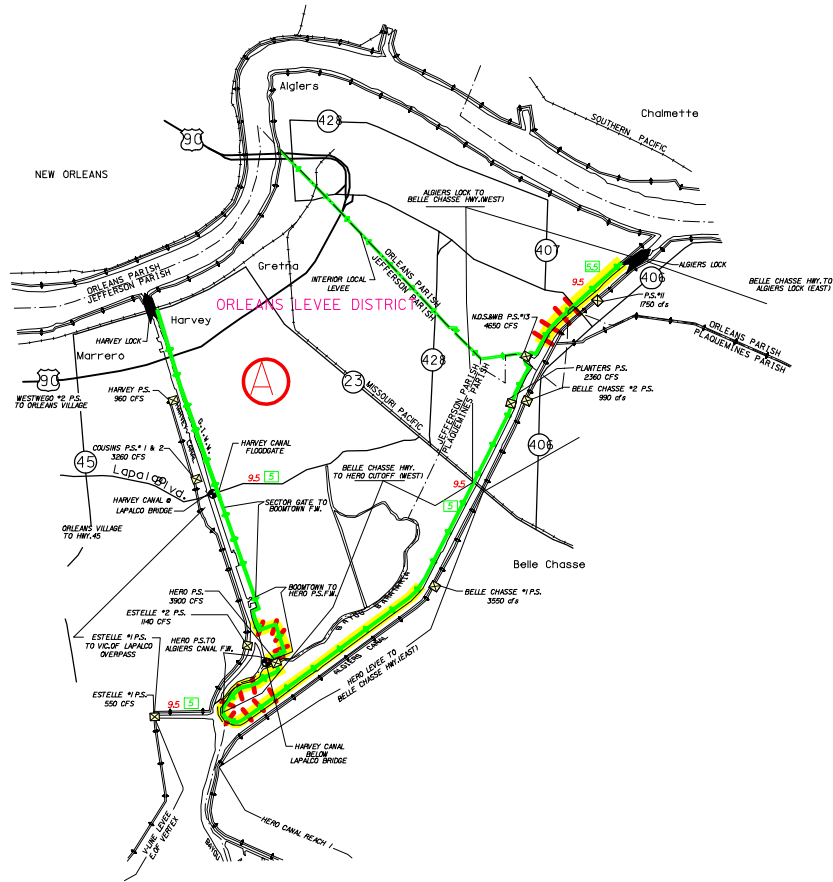 Algiers
428
90
Chalmette
SOUTHERN PACIFIC
NEW ORLEANS
ALGIERS LOCK TO
BELLE CHASSE HWY.(WEST)
407
ORLEANS PARISH
JEFFERSON PARISH
ORLEANS PARISH
JEFFERSON PARISH
Gretna
INTERIOR LOCAL
LEVEE
5.5
9.5
406
ALGIERS LOCK
BELLE CHASSE HWY.TO
ALGIERS LOCK (EAST)
P.S.#11
1750 cfs
ORLEANS LEVEE DISTRICT
N.O.S.&WB P.S.#13
4650 CFS
HARVEY LOCK
Harvey
Marrero
428
ORLEANS PARISH
PLAQUEMINES PARISH
90
23
MISSOURI PACIFIC
A
JEFFERSON PARISH
PLAQUEMINES PARISH
PLANTERS P.S.
2360 CFS
BELLE CHASSE #2 P.S.
990 cfs
WESTWEGO #2 P.S.
TO ORLEANS VILLAGE
HARVEY P.S.
960 CFS
HARVEY CANAL
G.I.W.W.
406
COUSINS P.S.# 1 & 2
3260 CFS
HARVEY CANAL
FLOODGATE
45
Lapalco
Blvd.
9.5 5
BELLE CHASSE HWY.
TO HERO CUTOFF (WEST)
9.5
5
HARVEY CANAL @
LAPALCO BRIDGE
SECTOR GATE TO
BOOMTOWN F.W.
ORLEANS VILLAGE
TO HWY.45
Belle Chasse
HERO P.S.
3900 CFS
BOOMTOWN TO
HERO P.S.F.W.
BAYOU BARATARIA
BELLE CHASSE #1 P.S.
3550 cfs
ESTELLE #2 P.S.
1140 CFS
ESTELLE #1 P.S.
TO VIC.OF LAPALCO
OVERPASS
HERO P.S.TO
ALGIERS CANAL F.W.
ALGIERS CANAL
HERO LEVEE TO
BELLE CHASSE HWY.(EAST)
ESTELLE #1 P.S.
550 CFS
9.5 5
HARVEY CANAL
BELOW
LAPALCO BRIDGE
V-LINE LEVEE
E.OF VERTEX
BAYOU
HERO CANAL REACH 1